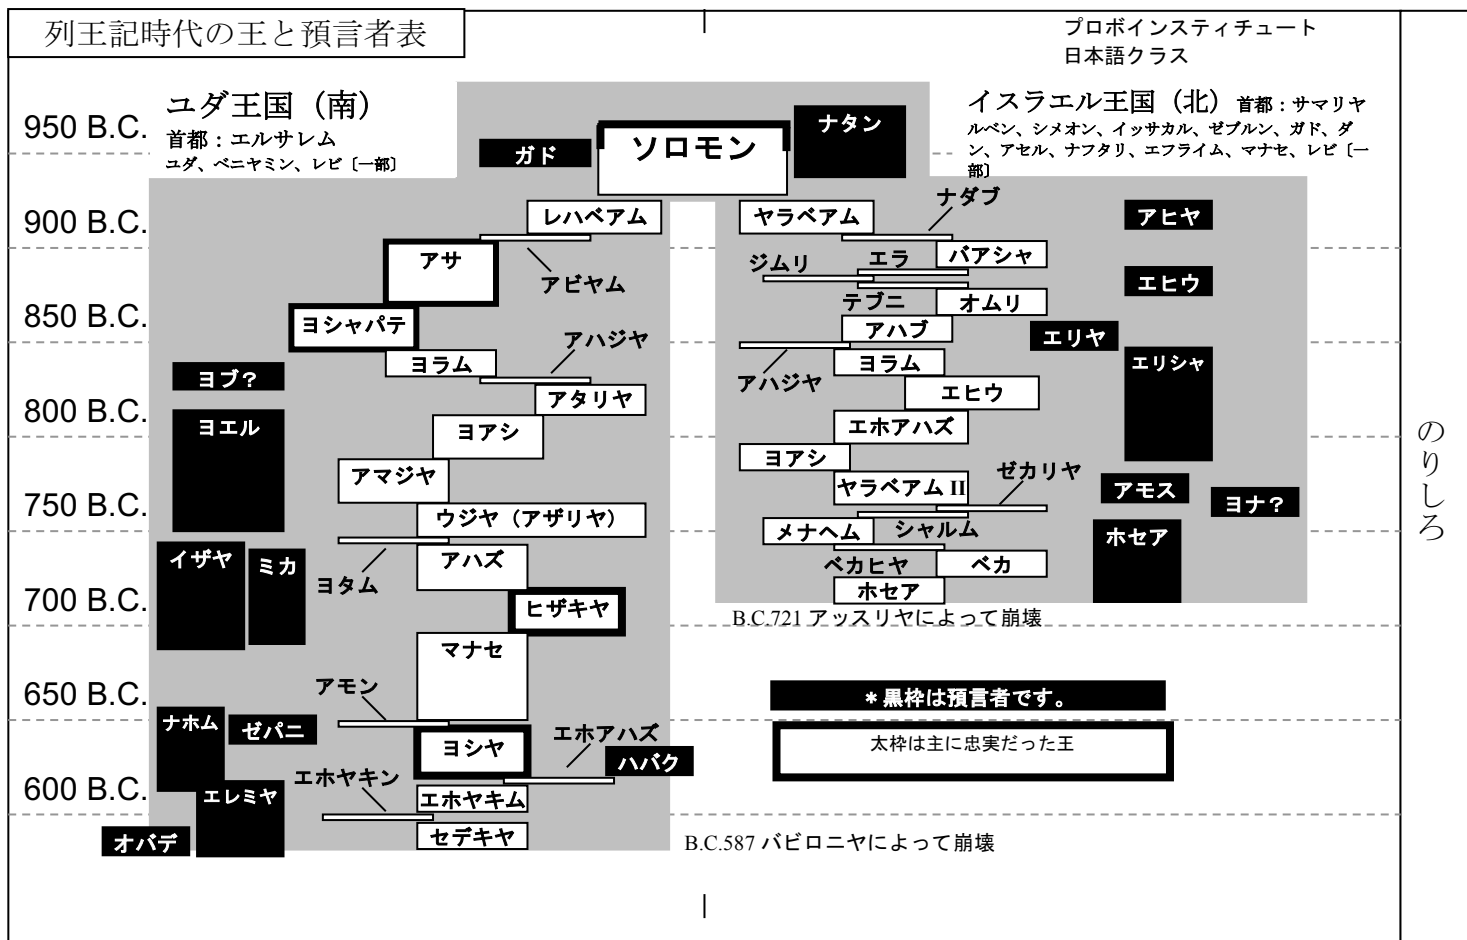 列王記時代の王と預言者表
プロボインスティチュート
日本語クラス
ユダ王国（南）
首都：エルサレム
ユダ、ベニヤミン、レビ〔一部〕
イスラエル王国（北）首都：サマリヤ
ルベン、シメオン、イッサカル、ゼブルン、ガド、ダ
ン、アセル、ナフタリ、エフライム、マナセ、レビ〔一
部〕
950 B.C.
ガド
ソロモン
ナタン
900 B.C.
レハベアム
ヤラベアム
ナダブ
アヒヤ
アサ
アビヤム
ジムリ
エラ
バアシャ
エヒウ
850 B.C.
ヨシャパテ
テブニ
オムリ
アハジヤ
アハブ
エリヤ
ヨブ？
ヨラム
アハジヤ
ヨラム
エリシャ
アタリヤ
エヒウ
800 B.C.
ヨエル
ヨアシ
エホアハズ
アマジヤ
ヨアシ
ゼカリヤ
ヤラベアム II
アモス
ヨナ？
750 B.C.
ウジヤ（アザリヤ）
メナヘム
シャルム
ホセア
イザヤ
ミカ
ヨタム
アハズ
ベカヒヤ
ベカ
700 B.C.
ヒザキヤ
ホセア
B.C.721 アッスリヤによって崩壊
マナセ
650 B.C.
アモン
＊黒枠は預言者です。
ナホム
ゼパニ
ヨシヤ
エホアハズ
ハバク
太枠は主に忠実だった王
600 B.C.
エホヤキン
エレミヤ
エホヤキム
オバデ
セデキヤ
B.C.587 バビロニヤによって崩壊
のりしろ